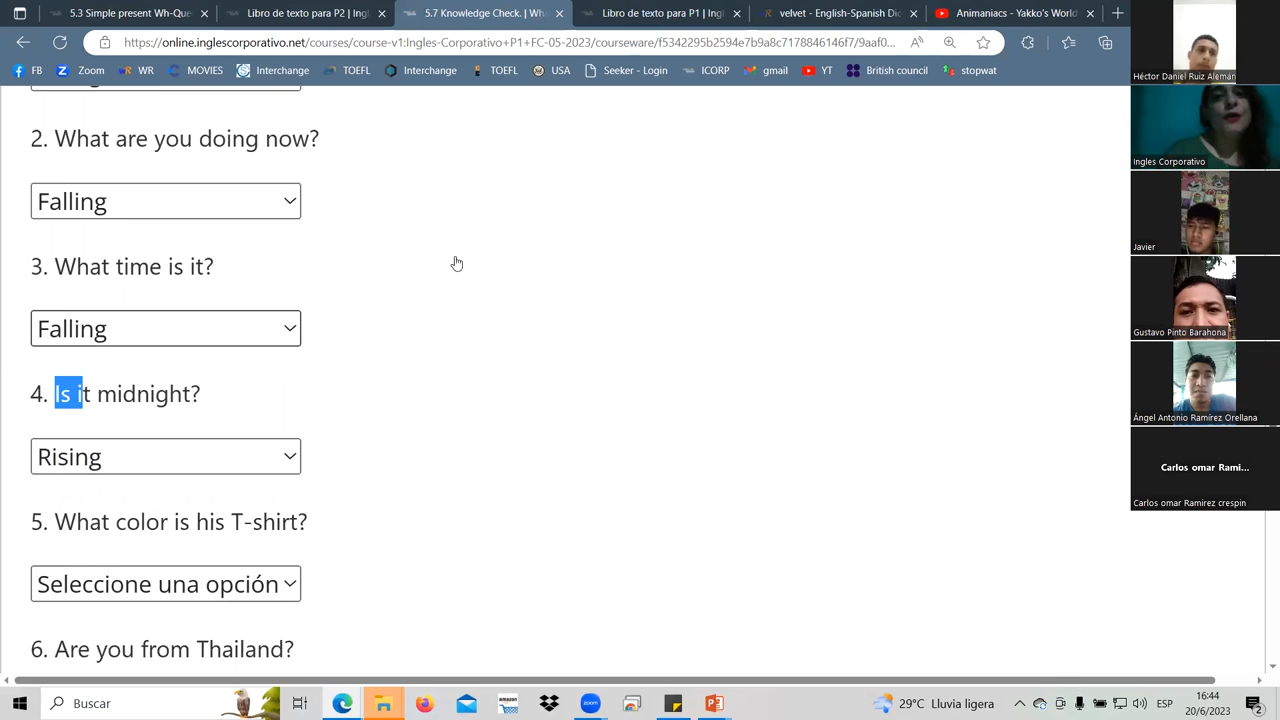 5.3 Simple present Wh-Que
Libro de texto para P2 | Ingl
5.7 Knowledge Check. | Wh
Libro de texto para P1 | Ingl
velvet - English-Spanish Dic
Animaniacs - Yakko's World
https://online.inglescorporativo.net/courses/course-v1:Ingles-Corporativo+P1+FC-05-2023/courseware/f5342295b2594e7b9a8c7178846146f7/9aaf0...
FB
Zoom
WR
MOVIES
Interchange
TOEFL
Interchange
TOEFL
USA
Seeker - Login
ICORP
gmail
YT
British council
stopwat
2. What are you doing now?
Falling
3. What time is it?
Falling
4. Is it midnight?
Rising
5. What color is his T-shirt?
Seleccione una opción
6. Are you from Thailand?
Héctor Daniel Ruiz Alemán
Ingles Corporativo
Javier
Gustavo Pinto Barahona
Ángel Antonio Ramírez Orellana
Carlos omar Rami...
Carlos omar Ramirez crespin
Buscar
amazon
zoom
29°C Lluvia ligera
ESP
16:44
20/6/2023
2